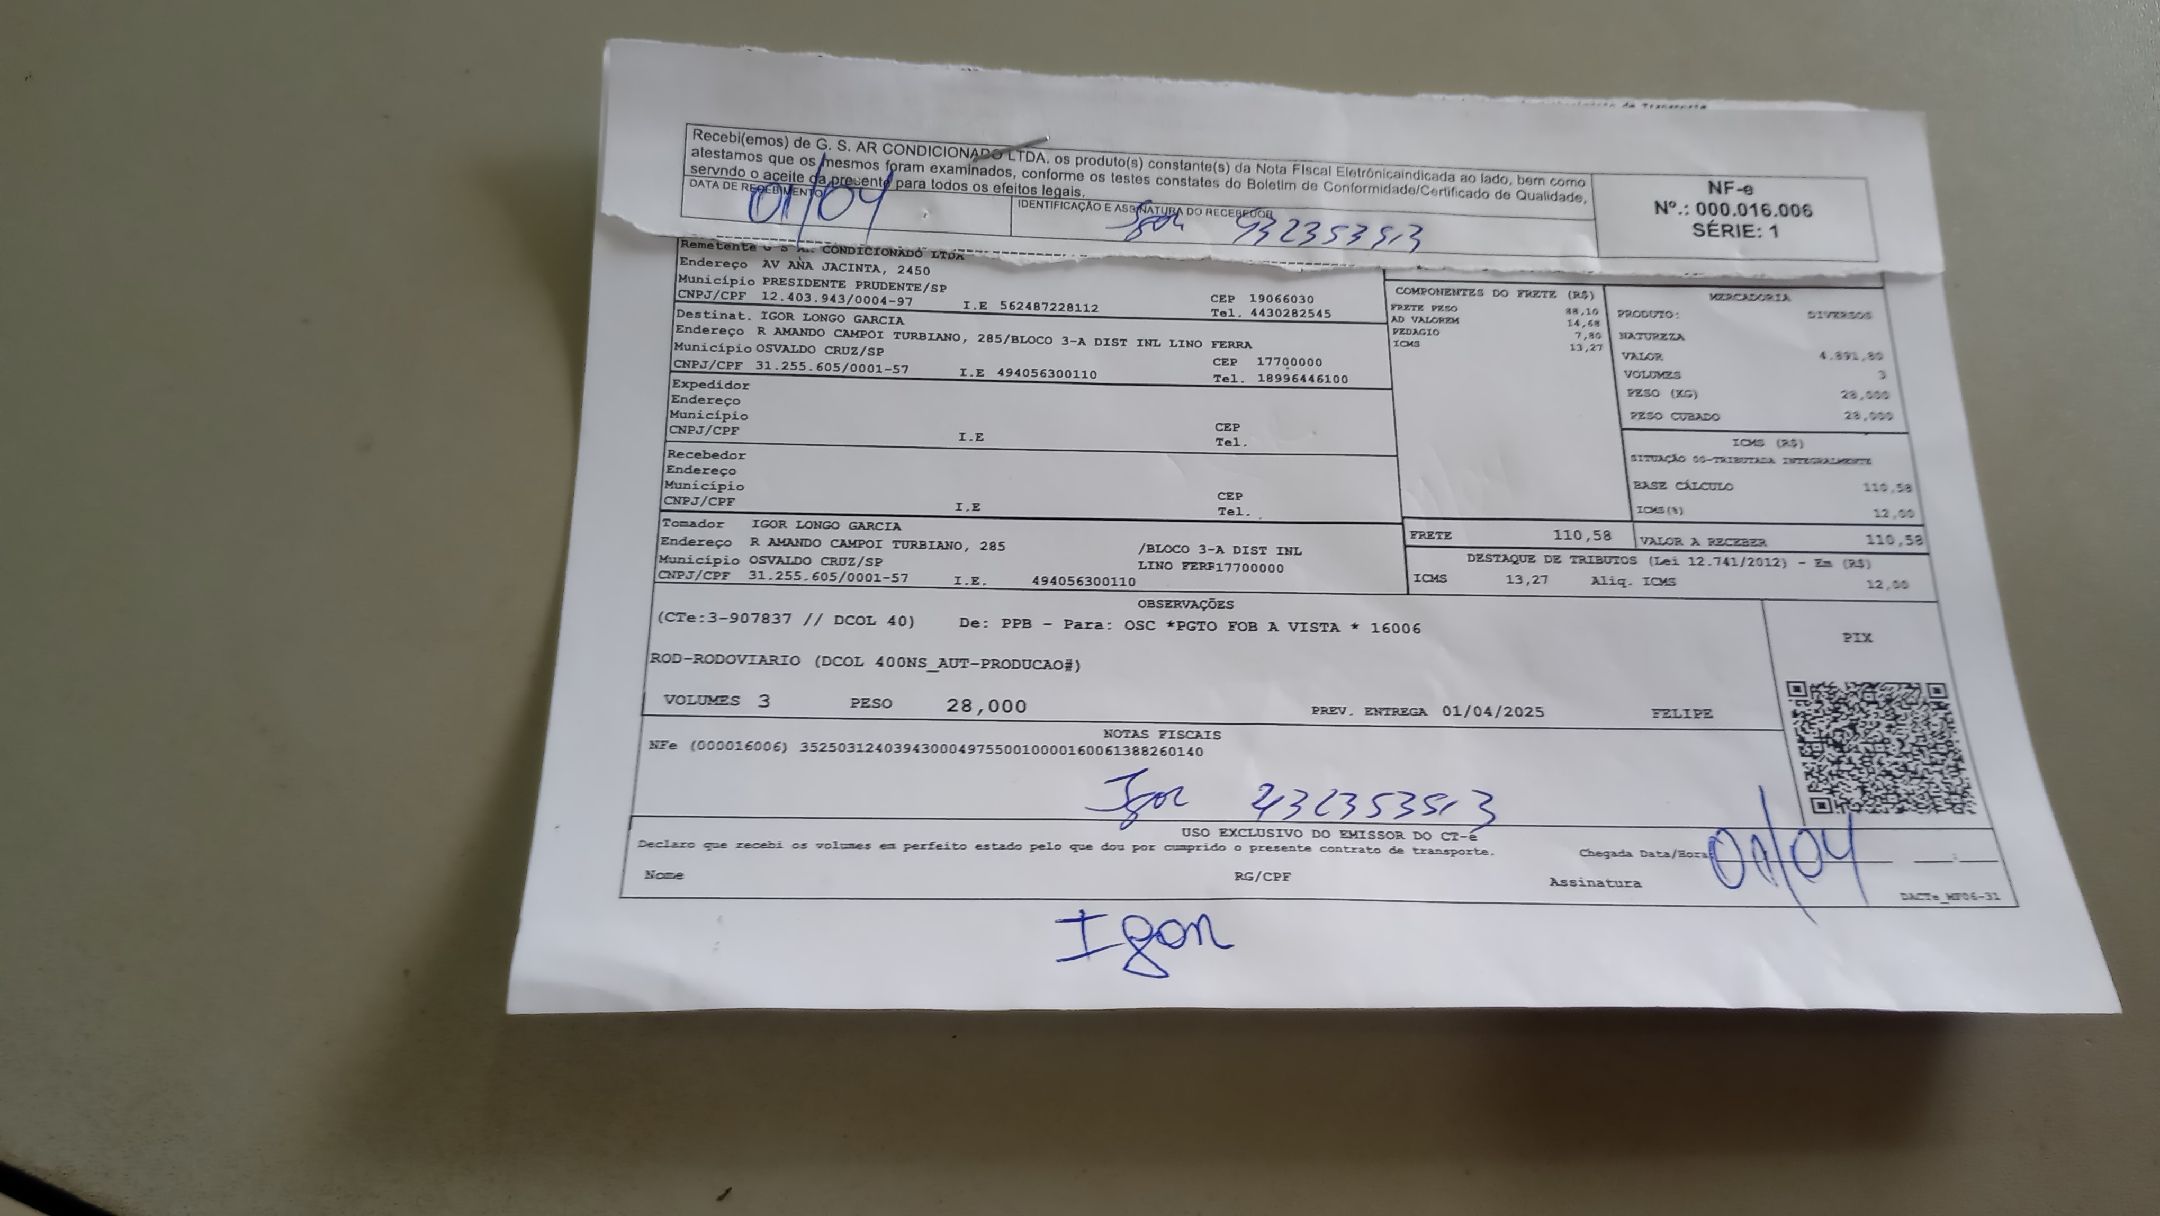 Recebi(emos) de G. S. AR CONDICIONADO LTDA, os produto(s) constante(s) da Nota Fiscal Eletrónicaindicada ao lado, bem como
atestamos que os mesmos foram examinados, conforme os testes constates do Boletim de Conformidade/Certificado de Qualidade,
servndo o aceite da presente para todos os efeitos legais.
DATA DE RECEBIMENTO
01/04
IDENTIFICAÇÃO E ASSINATURA DO RECEBEDOR
Igor
NF-e
Nº.: 000.016.006
SÉRIE: 1
Remetente G S A. CONDICIONADO LTDA
Endereço AV ANA JACINTA, 2450
Município PRESIDENTE PRUDENTE/SP CEP 19066030
CNPJ/CPF 12.403.943/0004-97 I.E 562487228112 Tel. 4430282545
Destinat. IGOR LONGO GARCIA
Endereço R AMANDO CAMPOI TURBIANO, 285/BLOCO 3-A DIST INL LINO FERRA
Município OSVALDO CRUZ/SP CEP 17700000
CNPJ/CPF 31.255.605/0001-57 I.E 494056300110 Tel. 18996446100
Expedidor
Endereço
Município CEP
CNPJ/CPF I.E Tel.
Recebedor
Endereço
Município CEP
CNPJ/CPF I.E Tel.
Tomador IGOR LONGO GARCIA
Endereço R AMANDO CAMPOI TURBIANO, 285 /BLOCO 3-A DIST INL
Município OSVALDO CRUZ/SP LINO FERR17700000
CNPJ/CPF 31.255.605/0001-57 I.E. 494056300110
COMPONENTES DO FRETE (R$)
FRETE PESO 88,10
AD VALOREM 14,68
PEDAGIO 7,80
ICMS 13,27
MERCADORIA
PRODUTO: DIVERSOS
NATUREZA
VALOR 4.891,80
VOLUMES 3
PESO (KG) 28,000
PESO CUBADO 28,000
ICMS (R$)
SITUAÇÃO 00-TRIBUTADA INTEGRALMENTE
BASE CÁLCULO 110,58
ICMS(%) 12,00
FRETE 110,58 VALOR A RECEBER 110,58
DESTAQUE DE TRIBUTOS (Lei 12.741/2012) - Em (R$)
ICMS 13,27 Aliq. ICMS 12,00
OBSERVAÇÕES
(CTe:3-907837 // DCOL 40) De: PPB - Para: OSC *PGTO FOB A VISTA * 16006
ROD-RODOVIARIO (DCOL 400NS_AUT-PRODUCAO#)
VOLUMES 3 PESO 28,000 PREV. ENTREGA 01/04/2025 FELIPE
PIX
NOTAS FISCAIS
NFe (000016006) 35250312403943000497550010000160061388260140
Igor
USO EXCLUSIVO DO EMISSOR DO CT-e
Declaro que recebi os volumes em perfeito estado pelo que dou por cumprido o presente contrato de transporte.
Chegada Data/Hora 01/04
Nome RG/CPF Assinatura
DACTe_MF06-31
Igor